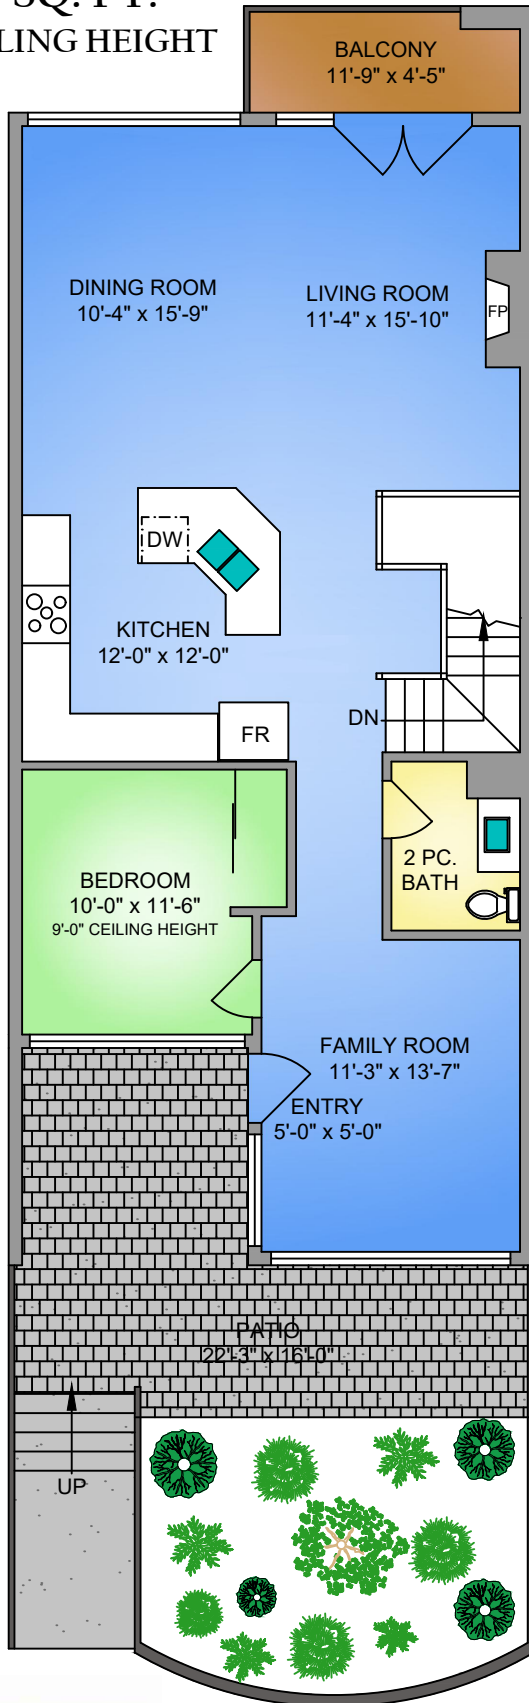 SQ. FT.
LING HEIGHT
BALCONY
11'-9" x 4'-5"
DINING ROOM
10'-4" x 15'-9"
LIVING ROOM
11'-4" x 15'-10"
FP
DW
KITCHEN
12'-0" x 12'-0"
FR
DN
2 PC.
BATH
BEDROOM
10'-0" x 11'-6"
9'-0" CEILING HEIGHT
FAMILY ROOM
11'-3" x 13'-7"
ENTRY
5'-0" x 5'-0"
PATIO
22'-3" x 16'-0"
UP